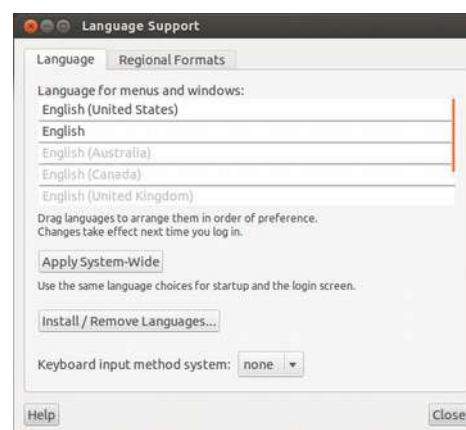 Language Support
Language Regional Formats
Language for menus and windows:
English (United States)
English
English (Australia)
English (Canada)
English (United Kingdom)
Drag languages to arrange them in order of preference.
Changes take effect next time you log in.
Apply System-Wide
Use the same language choices for startup and the login screen.
Install / Remove Languages...
Keyboard input method system: none
Help Close